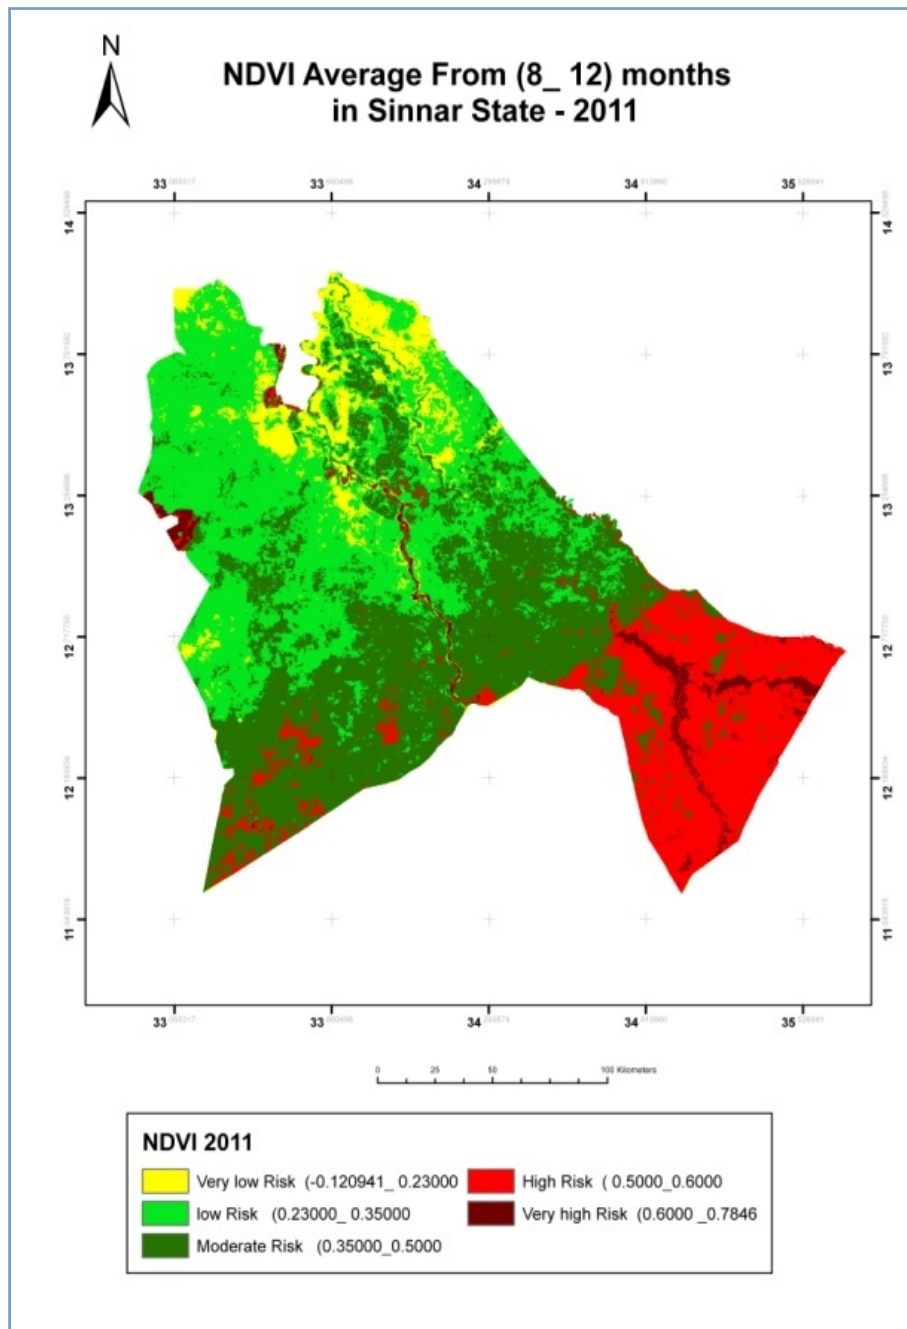 N
NDVI Average From (8_ 12) months
in Sinnar State - 2011
33 33 34 34 35
14 14
13 13
13 13
12 12
12 12
11 11
33 33 34 34 35
0 25 50 100 Kilometers
NDVI 2011
Very low Risk (-0.120941_ 0.23000
High Risk ( 0.5000_0.6000
low Risk (0.23000_ 0.35000
Very high Risk (0.6000 _0.7846
Moderate Risk (0.35000_0.5000